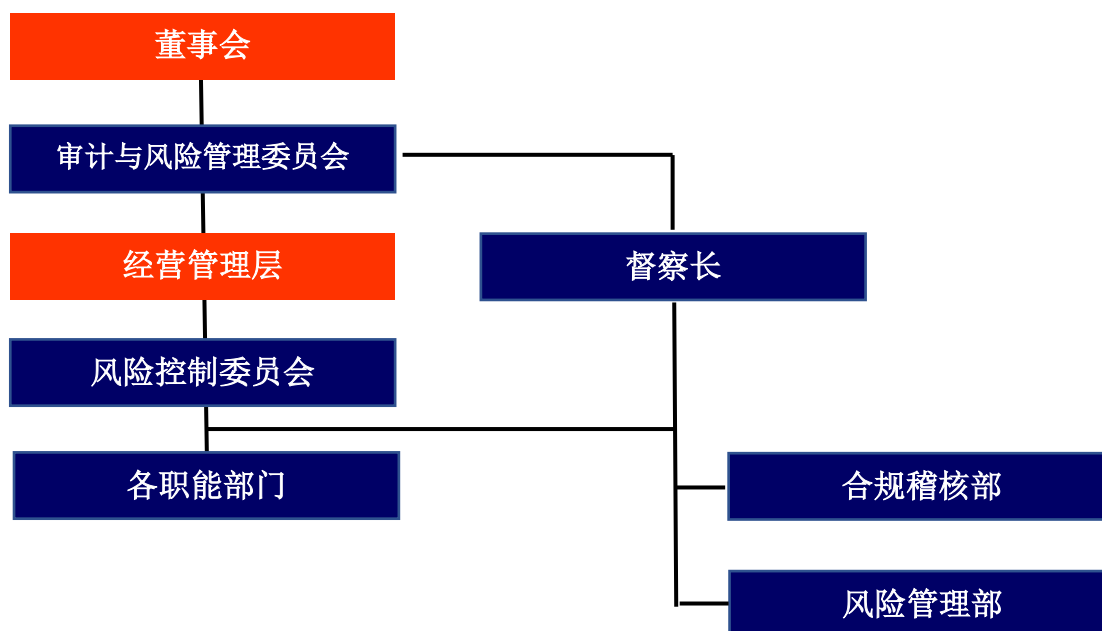 董事会
审计与风险管理委员会
经营管理层
督察长
风险控制委员会
各职能部门
合规稽核部
风险管理部